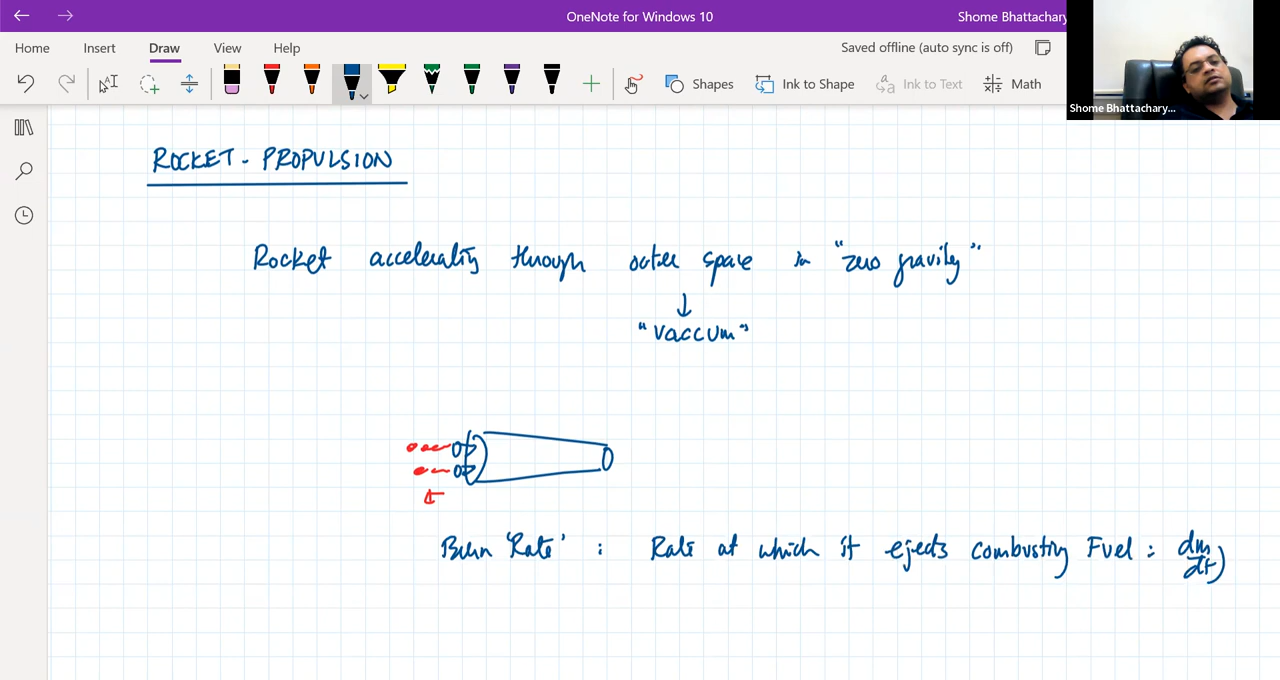 OneNote for Windows 10
Shome Bhattachary
Home Insert Draw View Help
Saved offline (auto sync is off)
Shapes Ink to Shape Ink to Text Math
Shome Bhattachary...
ROCKET - PROPULSION
Rocket accelerating through outer space in "zero gravity"
"VACCUM"
Burn 'Rate' : Rate at which it ejects combusting Fuel : dm/dt)